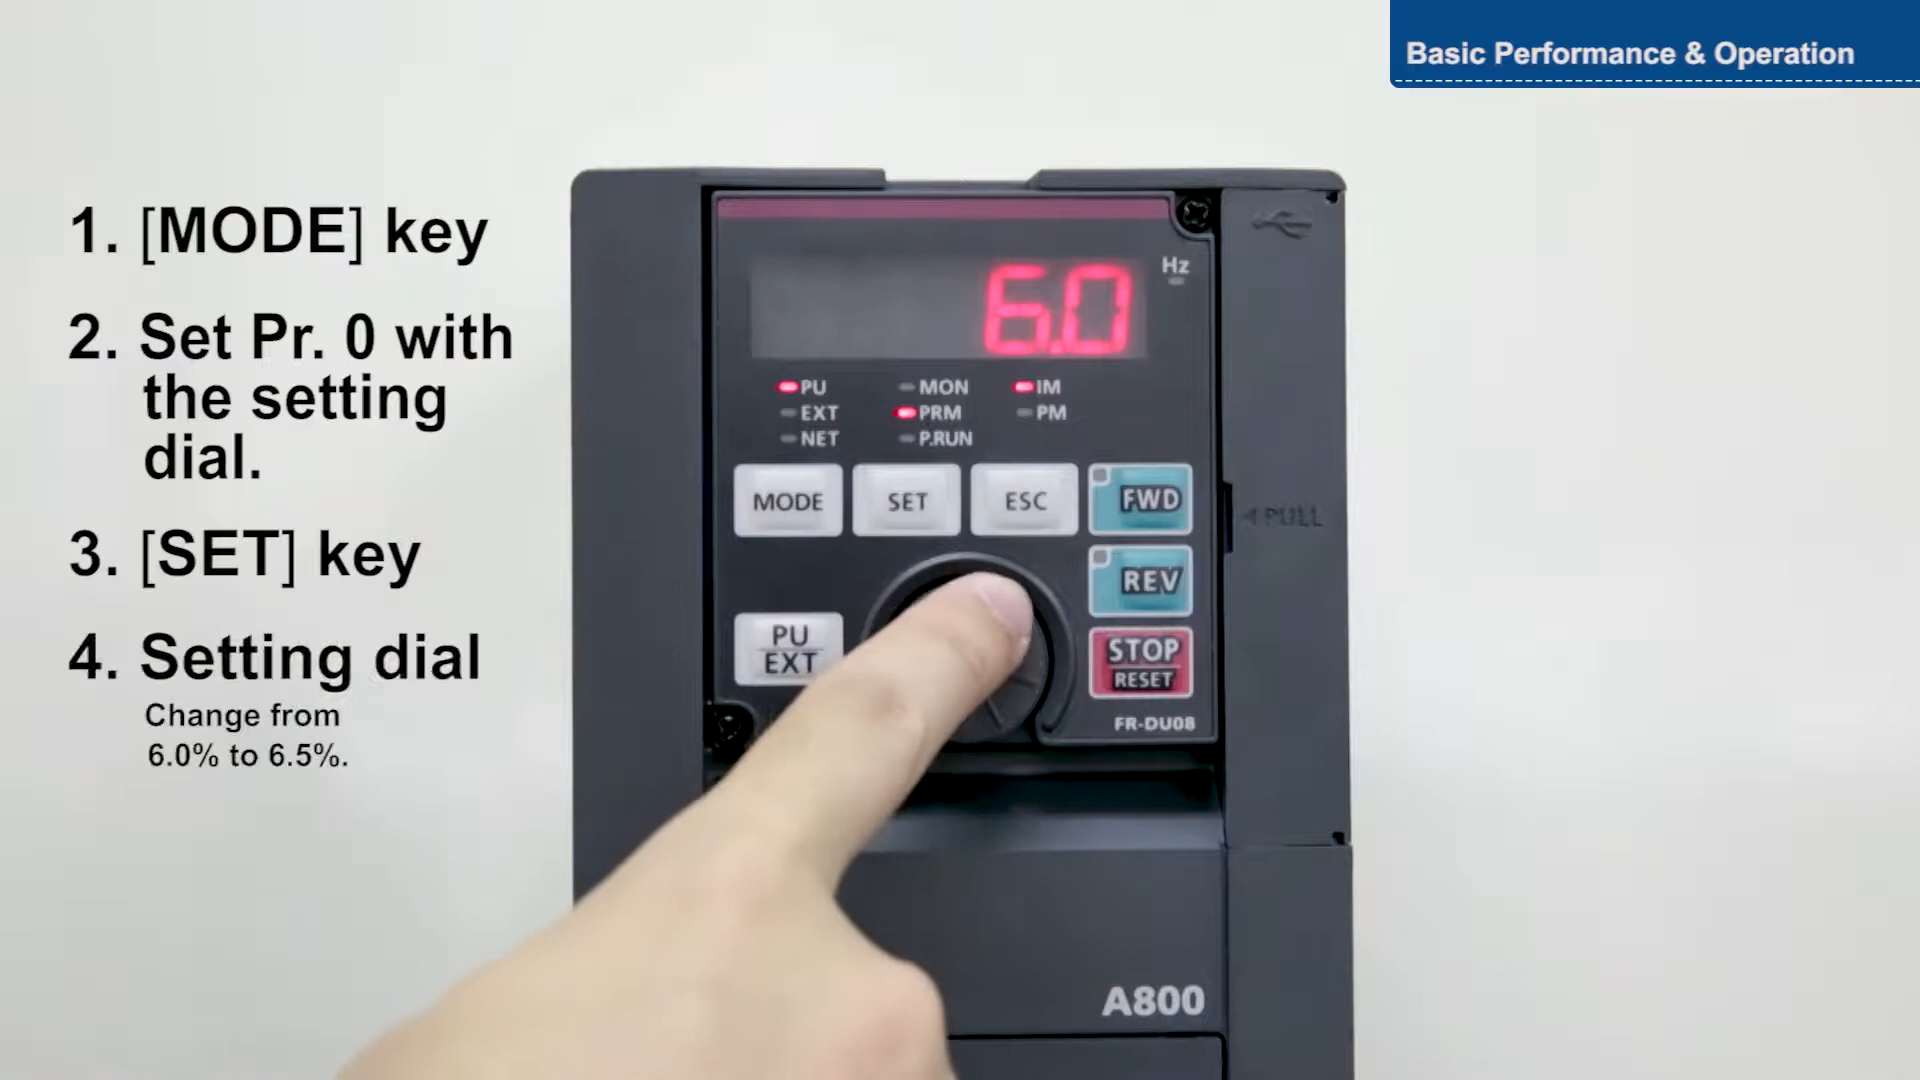 Basic Performance & Operation
1. [MODE] key
2. Set Pr. 0 with
the setting
dial.
3. [SET] key
4. Setting dial
Change from
6.0% to 6.5%.
Hz
6.0
PU MON IM
EXT PRM PM
NET P.RUN
MODE SET ESC FWD
PULL
REV
PU
EXT
STOP
RESET
FR-DU08
A800